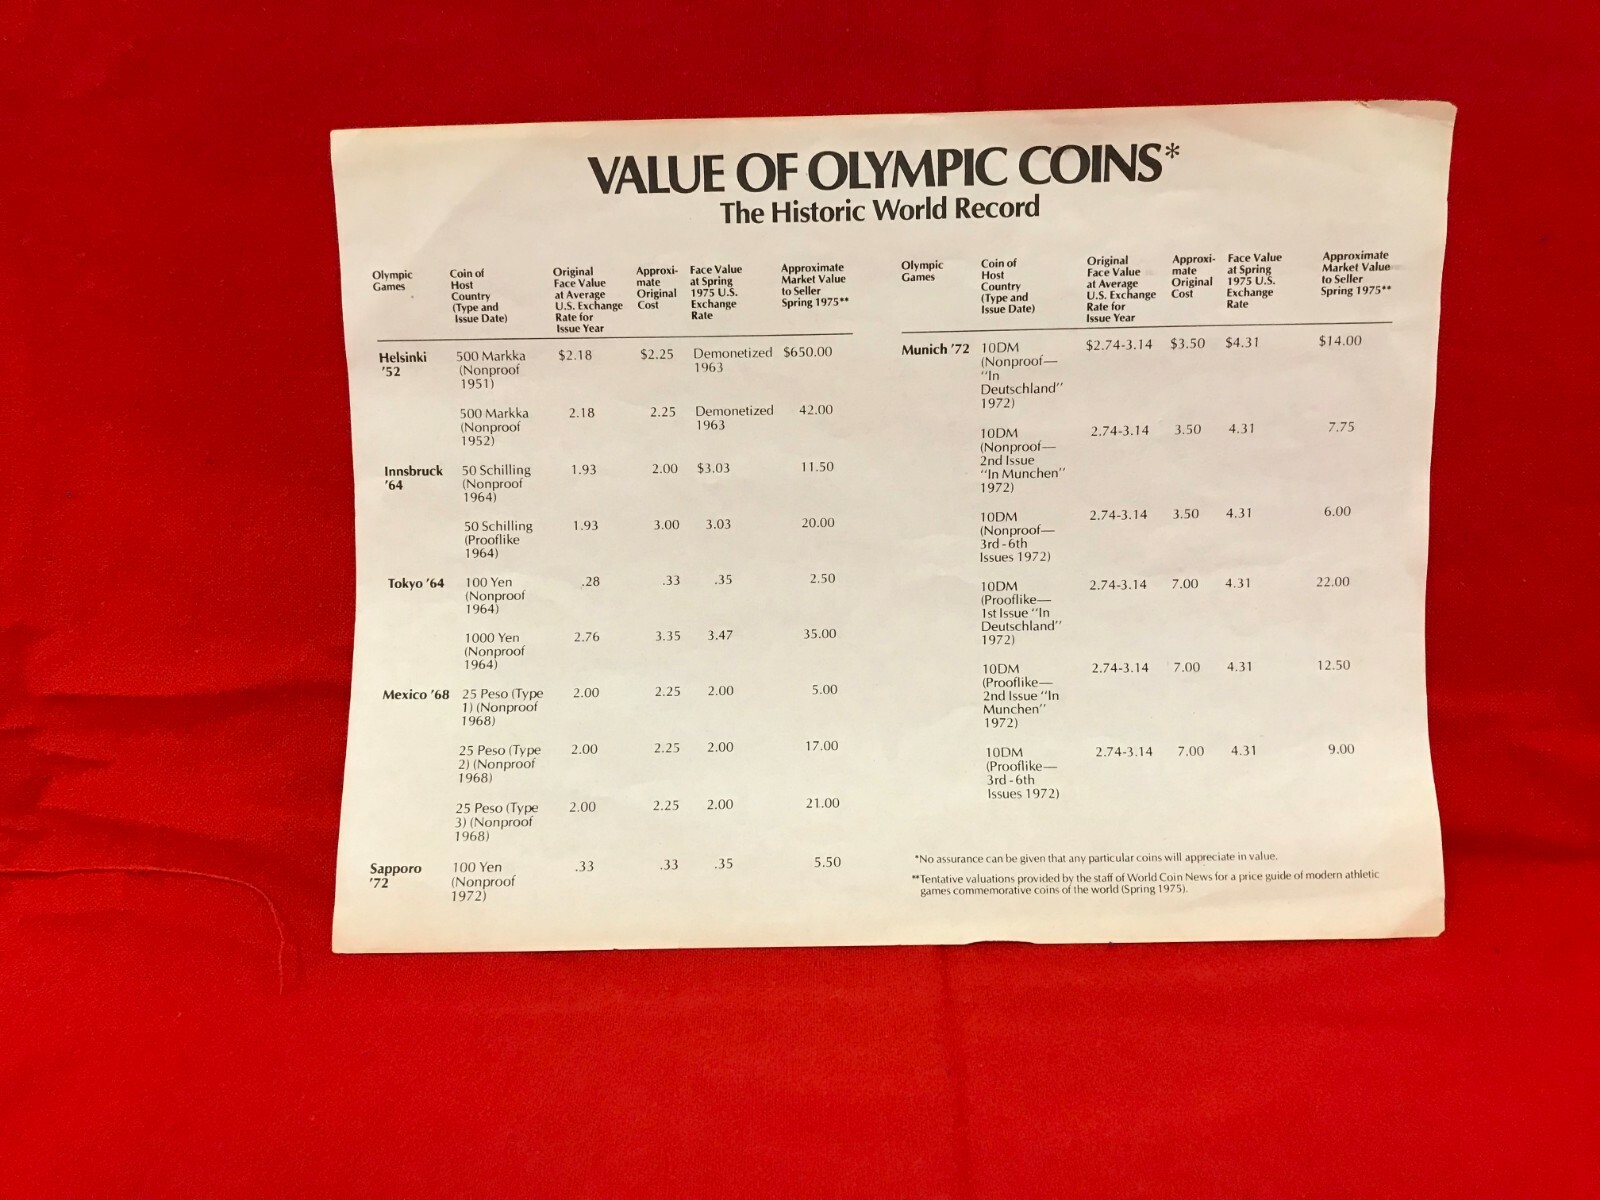 VALUE OF OLYMPIC COINS*
The Historic World Record
Olympic
Games
Coin of
Host
Country
(Type and
Issue Date)
Original
Face Value
at Average
U.S. Exchange
Rate for
Issue Year
Approxi-
mate
Original
Cost
Face Value
at Spring
1975 U.S.
Exchange
Rate
Approximate
Market Value
to Seller
Spring 1975**
Helsinki 500 Markka $2.18 $2.25 Demonetized $650.00
'52 (Nonproof 1963
1951)
500 Markka 2.18 2.25 Demonetized 42.00
(Nonproof 1963
1952)
Innsbruck 50 Schilling 1.93 2.00 $3.03 11.50
'64 (Nonproof
1964)
50 Schilling 1.93 3.00 3.03 20.00
(Prooflike
1964)
Tokyo '64 100 Yen .28 .33 .35 2.50
(Nonproof
1964)
1000 Yen 2.76 3.35 3.47 35.00
(Nonproof
1964)
Mexico '68 25 Peso (Type 2.00 2.25 2.00 5.00
1) (Nonproof
1968)
25 Peso (Type 2.00 2.25 2.00 17.00
2) (Nonproof
1968)
25 Peso (Type 2.00 2.25 2.00 21.00
3) (Nonproof
1968)
Sapporo 100 Yen .33 .33 .35 5.50
'72 (Nonproof
1972)
Olympic
Games
Coin of
Host
Country
(Type and
Issue Date)
Original
Face Value
at Average
U.S. Exchange
Rate for
Issue Year
Approxi-
mate
Original
Cost
Face Value
at Spring
1975 U.S.
Exchange
Rate
Approximate
Market Value
to Seller
Spring 1975**
Munich '72 10DM $2.74-3.14 $3.50 $4.31 $14.00
(Nonproof—
"In
Deutschland"
1972)
10DM 2.74-3.14 3.50 4.31 7.75
(Nonproof—
2nd Issue
"In Munchen"
1972)
10DM 2.74-3.14 3.50 4.31 6.00
(Nonproof—
3rd-6th
Issues 1972)
10DM 2.74-3.14 7.00 4.31 22.00
(Prooflike—
1st Issue "In
Deutschland"
1972)
10DM 2.74-3.14 7.00 4.31 12.50
(Prooflike—
2nd Issue "In
Munchen"
1972)
10DM 2.74-3.14 7.00 4.31 9.00
(Prooflike—
3rd-6th
Issues 1972)
*No assurance can be given that any particular coins will appreciate in value.
**Tentative valuations provided by the staff of World Coin News for a price guide of modern athletic
games commemorative coins of the world (Spring 1975).